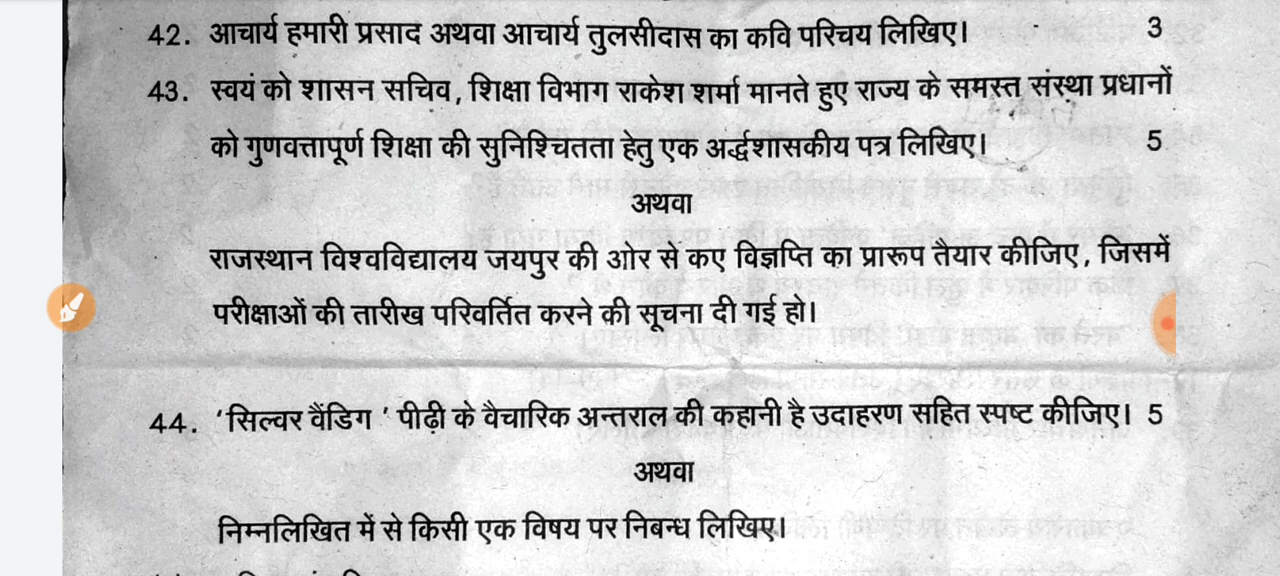 42. आचार्य हमारी प्रसाद अथवा आचार्य तुलसीदास का कवि परिचय लिखिए। 3
43. स्वयं को शासन सचिव, शिक्षा विभाग राकेश शर्मा मानते हुए राज्य के समस्त संस्था प्रधानों
को गुणवत्तापूर्ण शिक्षा की सुनिश्चितता हेतु एक अर्द्धशासकीय पत्र लिखिए। 5
अथवा
राजस्थान विश्वविद्यालय जयपुर की ओर से कए विज्ञप्ति का प्रारूप तैयार कीजिए, जिसमें
परीक्षाओं की तारीख परिवर्तित करने की सूचना दी गई हो।
44. 'सिल्वर वैंडिग ' पीढ़ी के वैचारिक अन्तराल की कहानी है उदाहरण सहित स्पष्ट कीजिए। 5
अथवा
निम्नलिखित में से किसी एक विषय पर निबन्ध लिखिए।